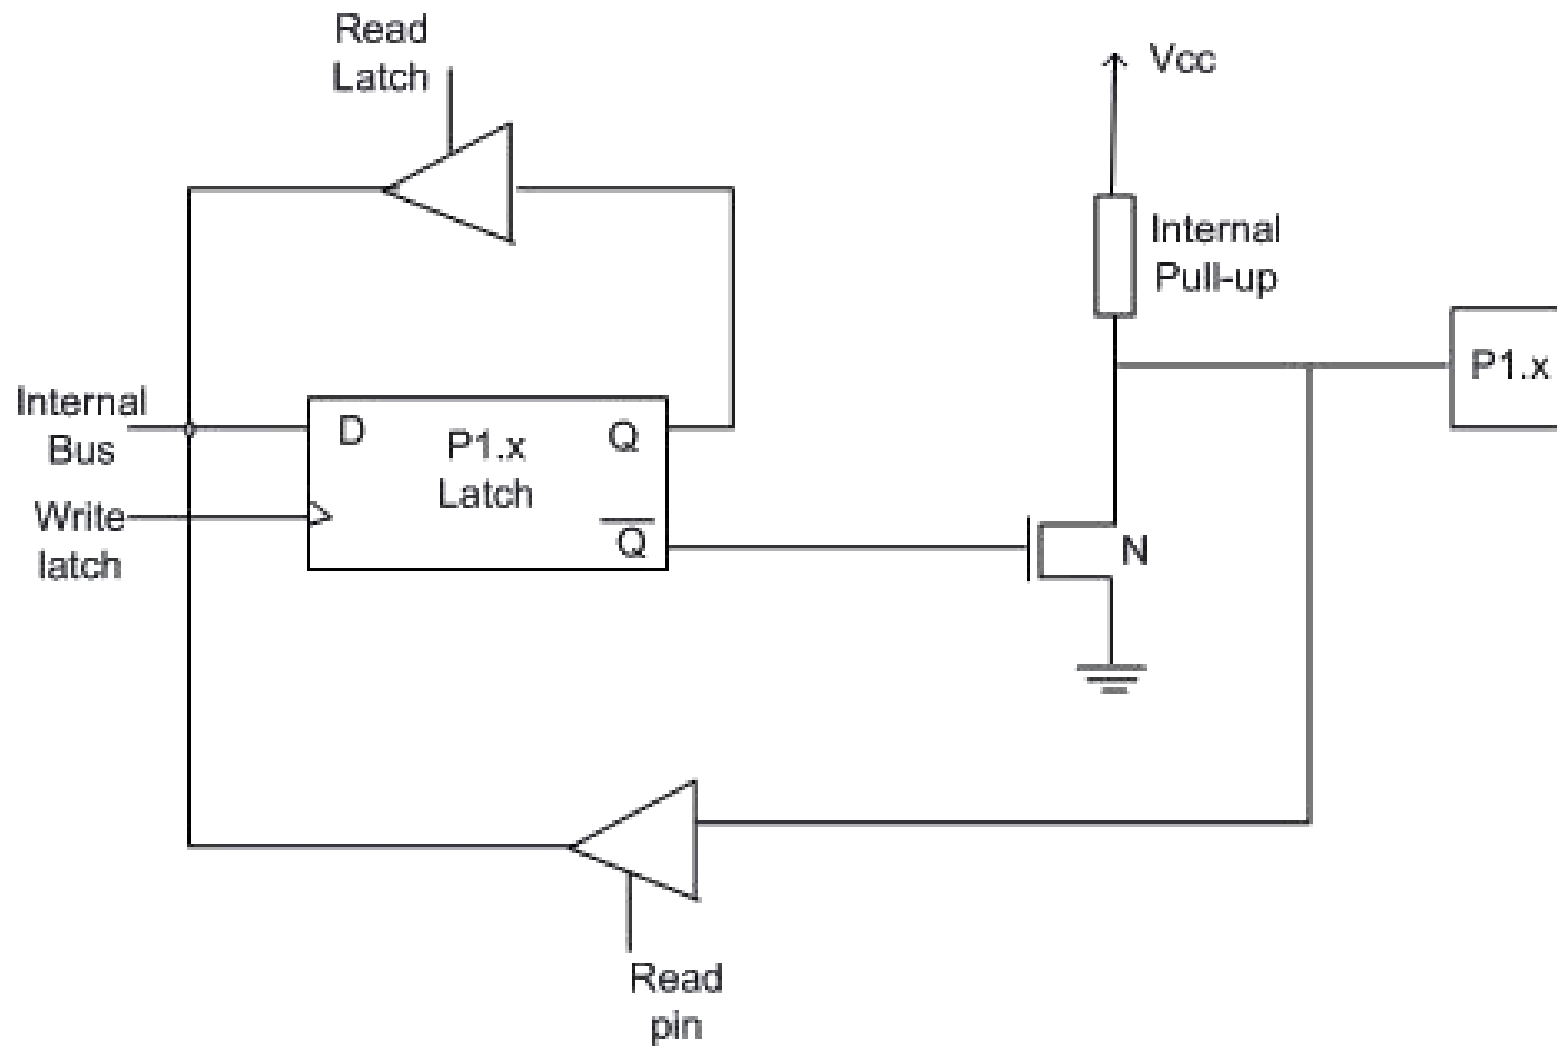 Read
Latch
Vcc
Internal
Pull-up
P1.x
Internal
Bus
D
P1.x
Latch
Q
Write
latch
Q
N
Read
pin